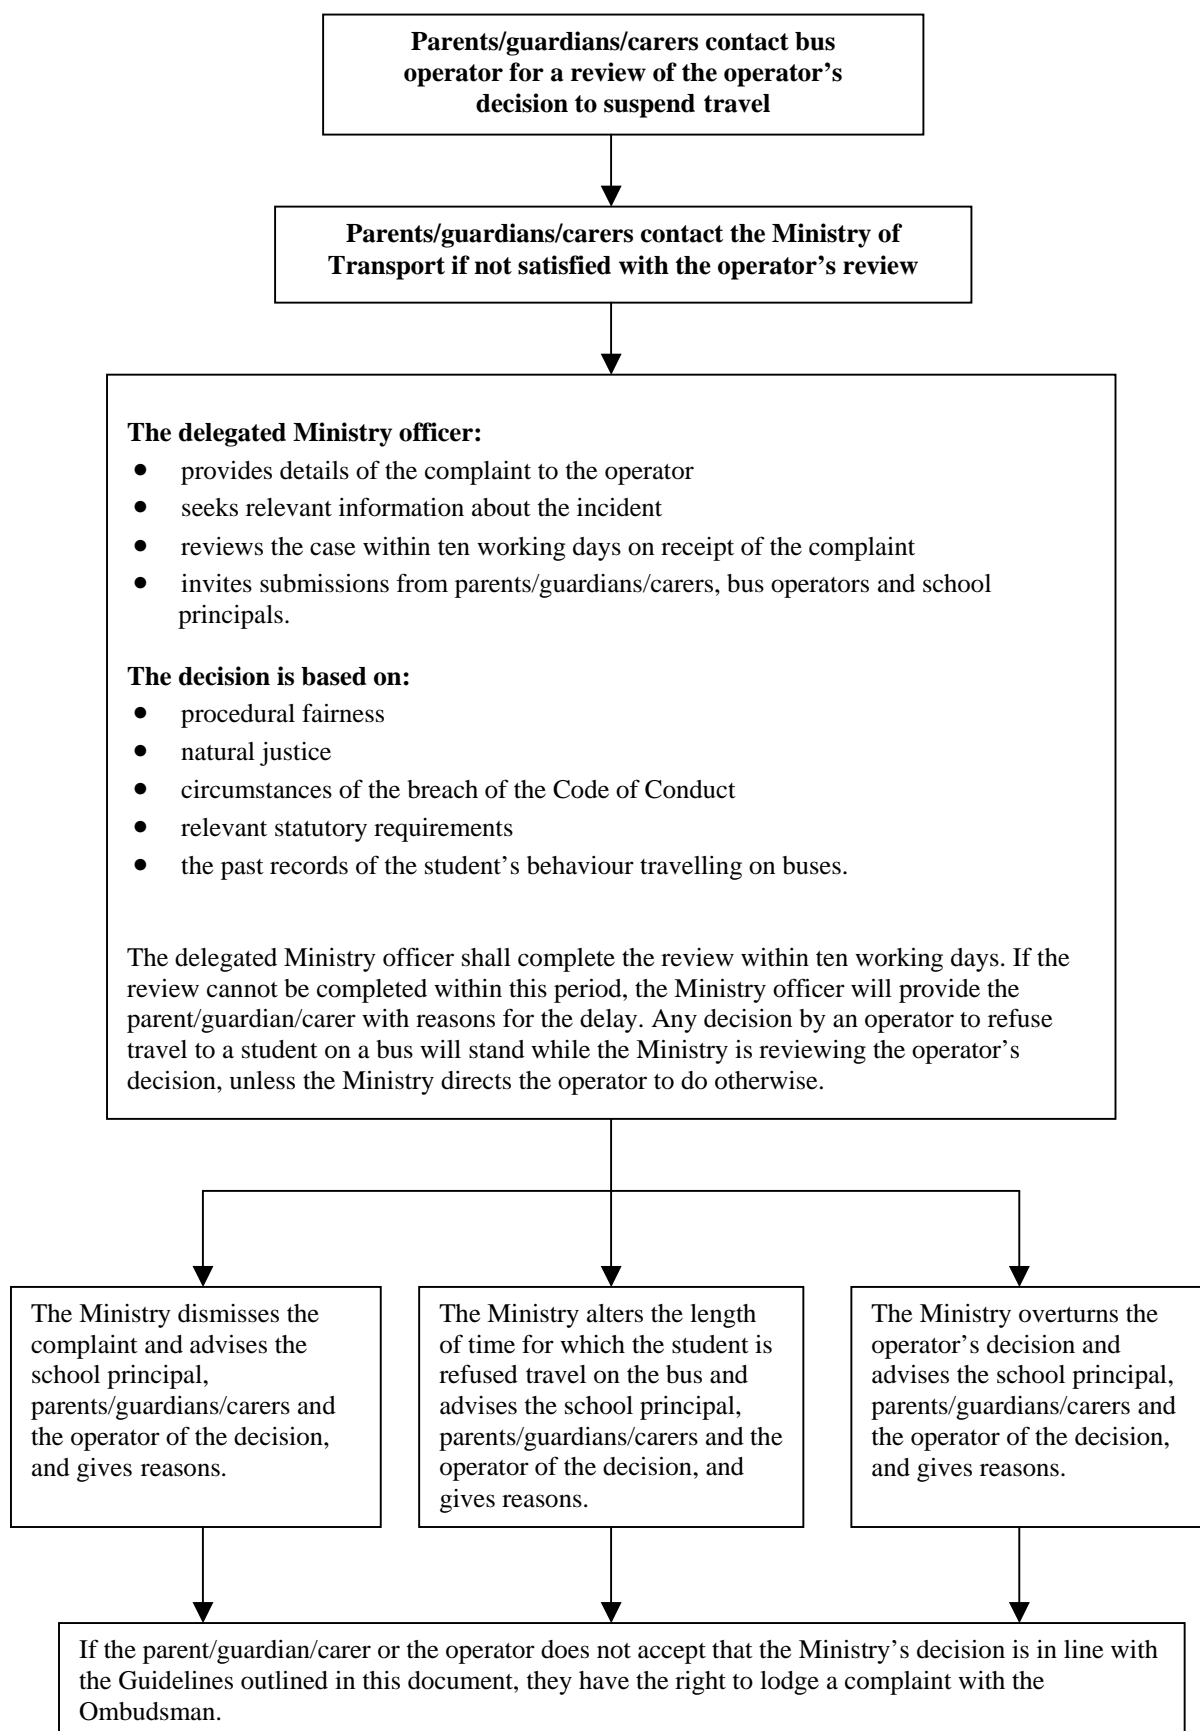 Parents/guardians/carers contact bus
operator for a review of the operator’s
decision to suspend travel
Parents/guardians/carers contact the Ministry of
Transport if not satisfied with the operator’s review
The delegated Ministry officer:
● provides details of the complaint to the operator
● seeks relevant information about the incident
● reviews the case within ten working days on receipt of the complaint
● invites submissions from parents/guardians/carers, bus operators and school
principals.
The decision is based on:
● procedural fairness
● natural justice
● circumstances of the breach of the Code of Conduct
● relevant statutory requirements
● the past records of the student’s behaviour travelling on buses.
The delegated Ministry officer shall complete the review within ten working days. If the
review cannot be completed within this period, the Ministry officer will provide the
parent/guardian/carer with reasons for the delay. Any decision by an operator to refuse
travel to a student on a bus will stand while the Ministry is reviewing the operator’s
decision, unless the Ministry directs the operator to do otherwise.
The Ministry dismisses the
complaint and advises the
school principal,
parents/guardians/carers and
the operator of the decision,
and gives reasons.
The Ministry alters the length
of time for which the student is
refused travel on the bus and
advises the school principal,
parents/guardians/carers and the
operator of the decision, and
gives reasons.
The Ministry overturns the
operator’s decision and
advises the school principal,
parents/guardians/carers and
the operator of the decision,
and gives reasons.
If the parent/guardian/carer or the operator does not accept that the Ministry’s decision is in line with
the Guidelines outlined in this document, they have the right to lodge a complaint with the
Ombudsman.